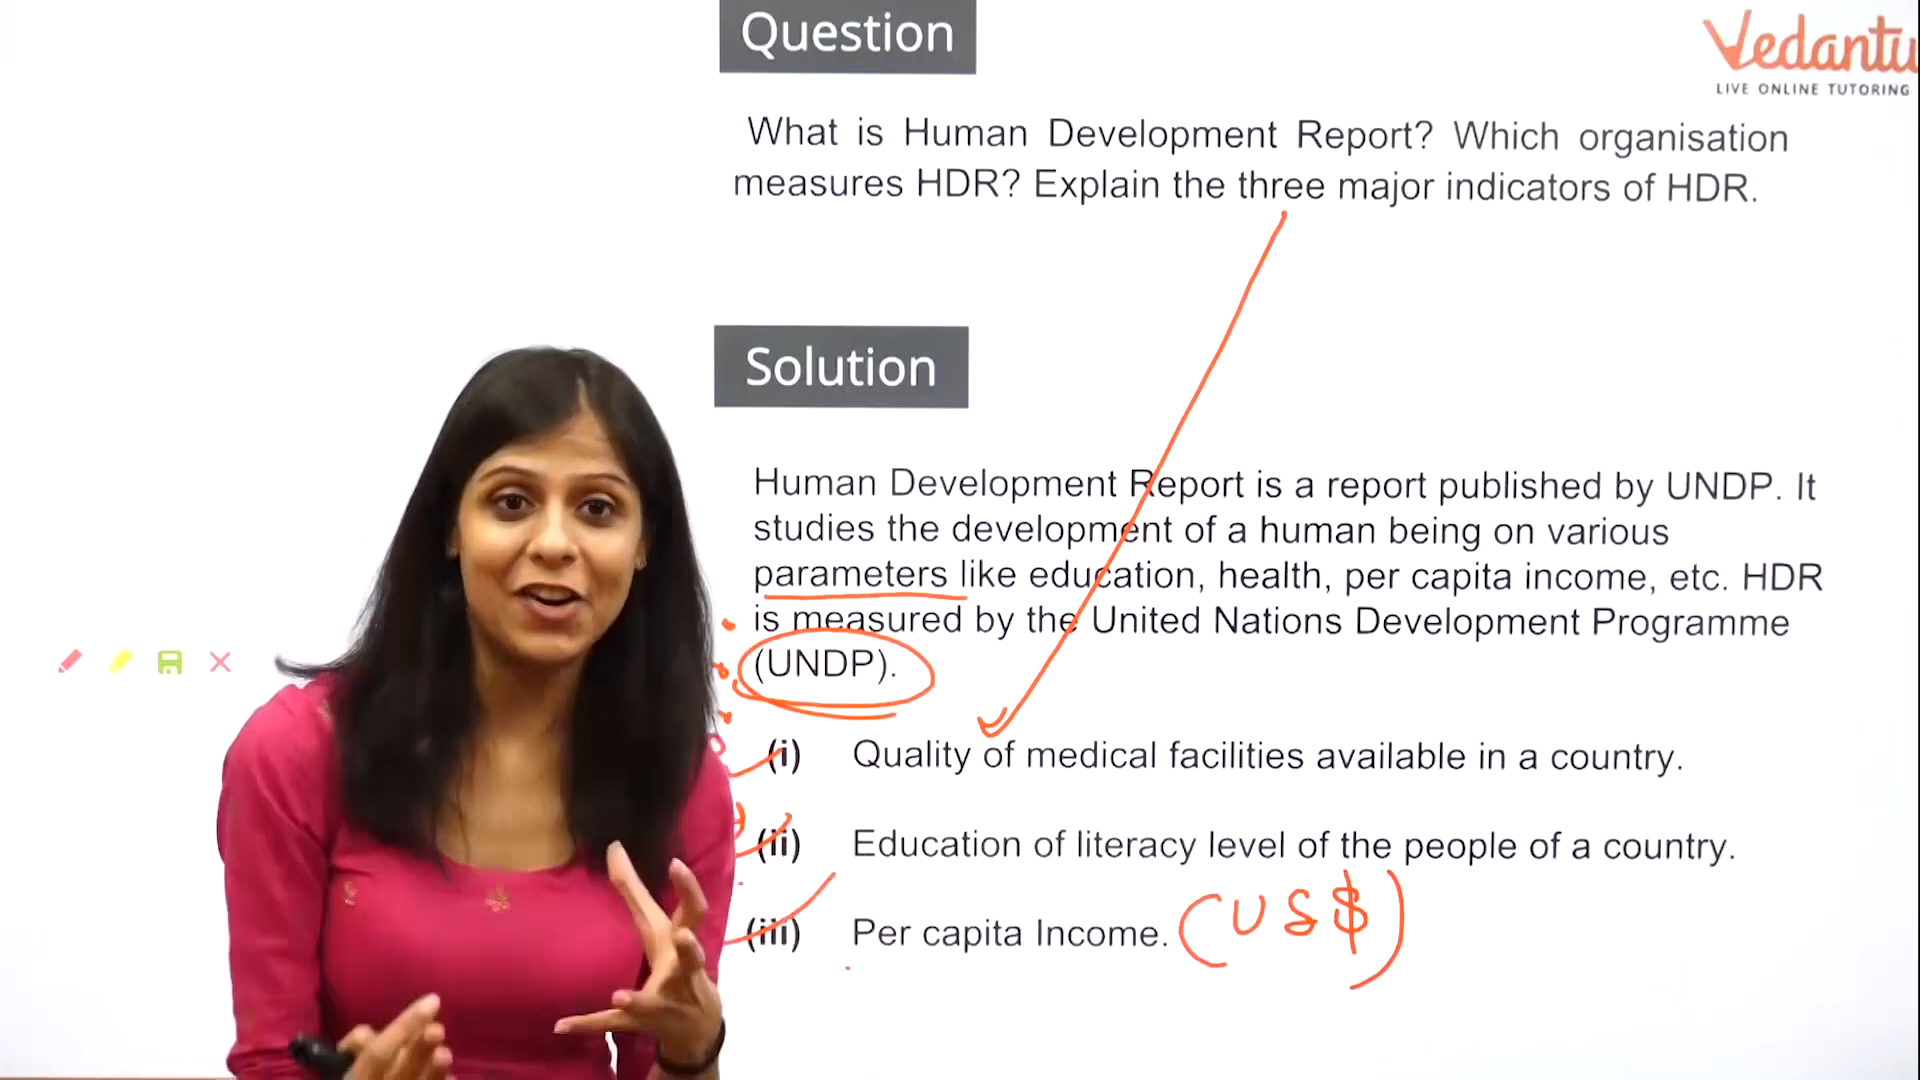 Question
Vedantu
LIVE ONLINE TUTORING
What is Human Development Report? Which organisation
measures HDR? Explain the three major indicators of HDR.
Solution
Human Development Report is a report published by UNDP. It
studies the development of a human being on various
parameters like education, health, per capita income, etc. HDR
is measured by the United Nations Development Programme
(UNDP).
(i) Quality of medical facilities available in a country.
(ii) Education of literacy level of the people of a country.
(iii) Per capita Income. (US$)